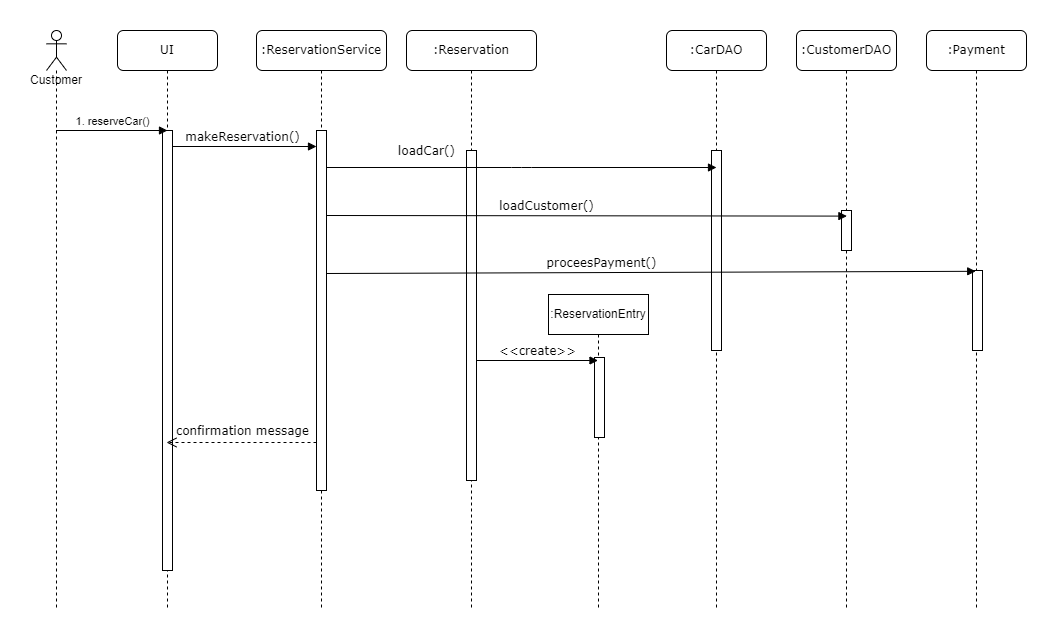 UI
:ReservationService
:Reservation
:CarDAO
:CustomerDAO
:Payment
Customer
1. reserveCar()
makeReservation()
loadCar()
loadCustomer()
proceesPayment()
:ReservationEntry
<<create>>
confirmation message